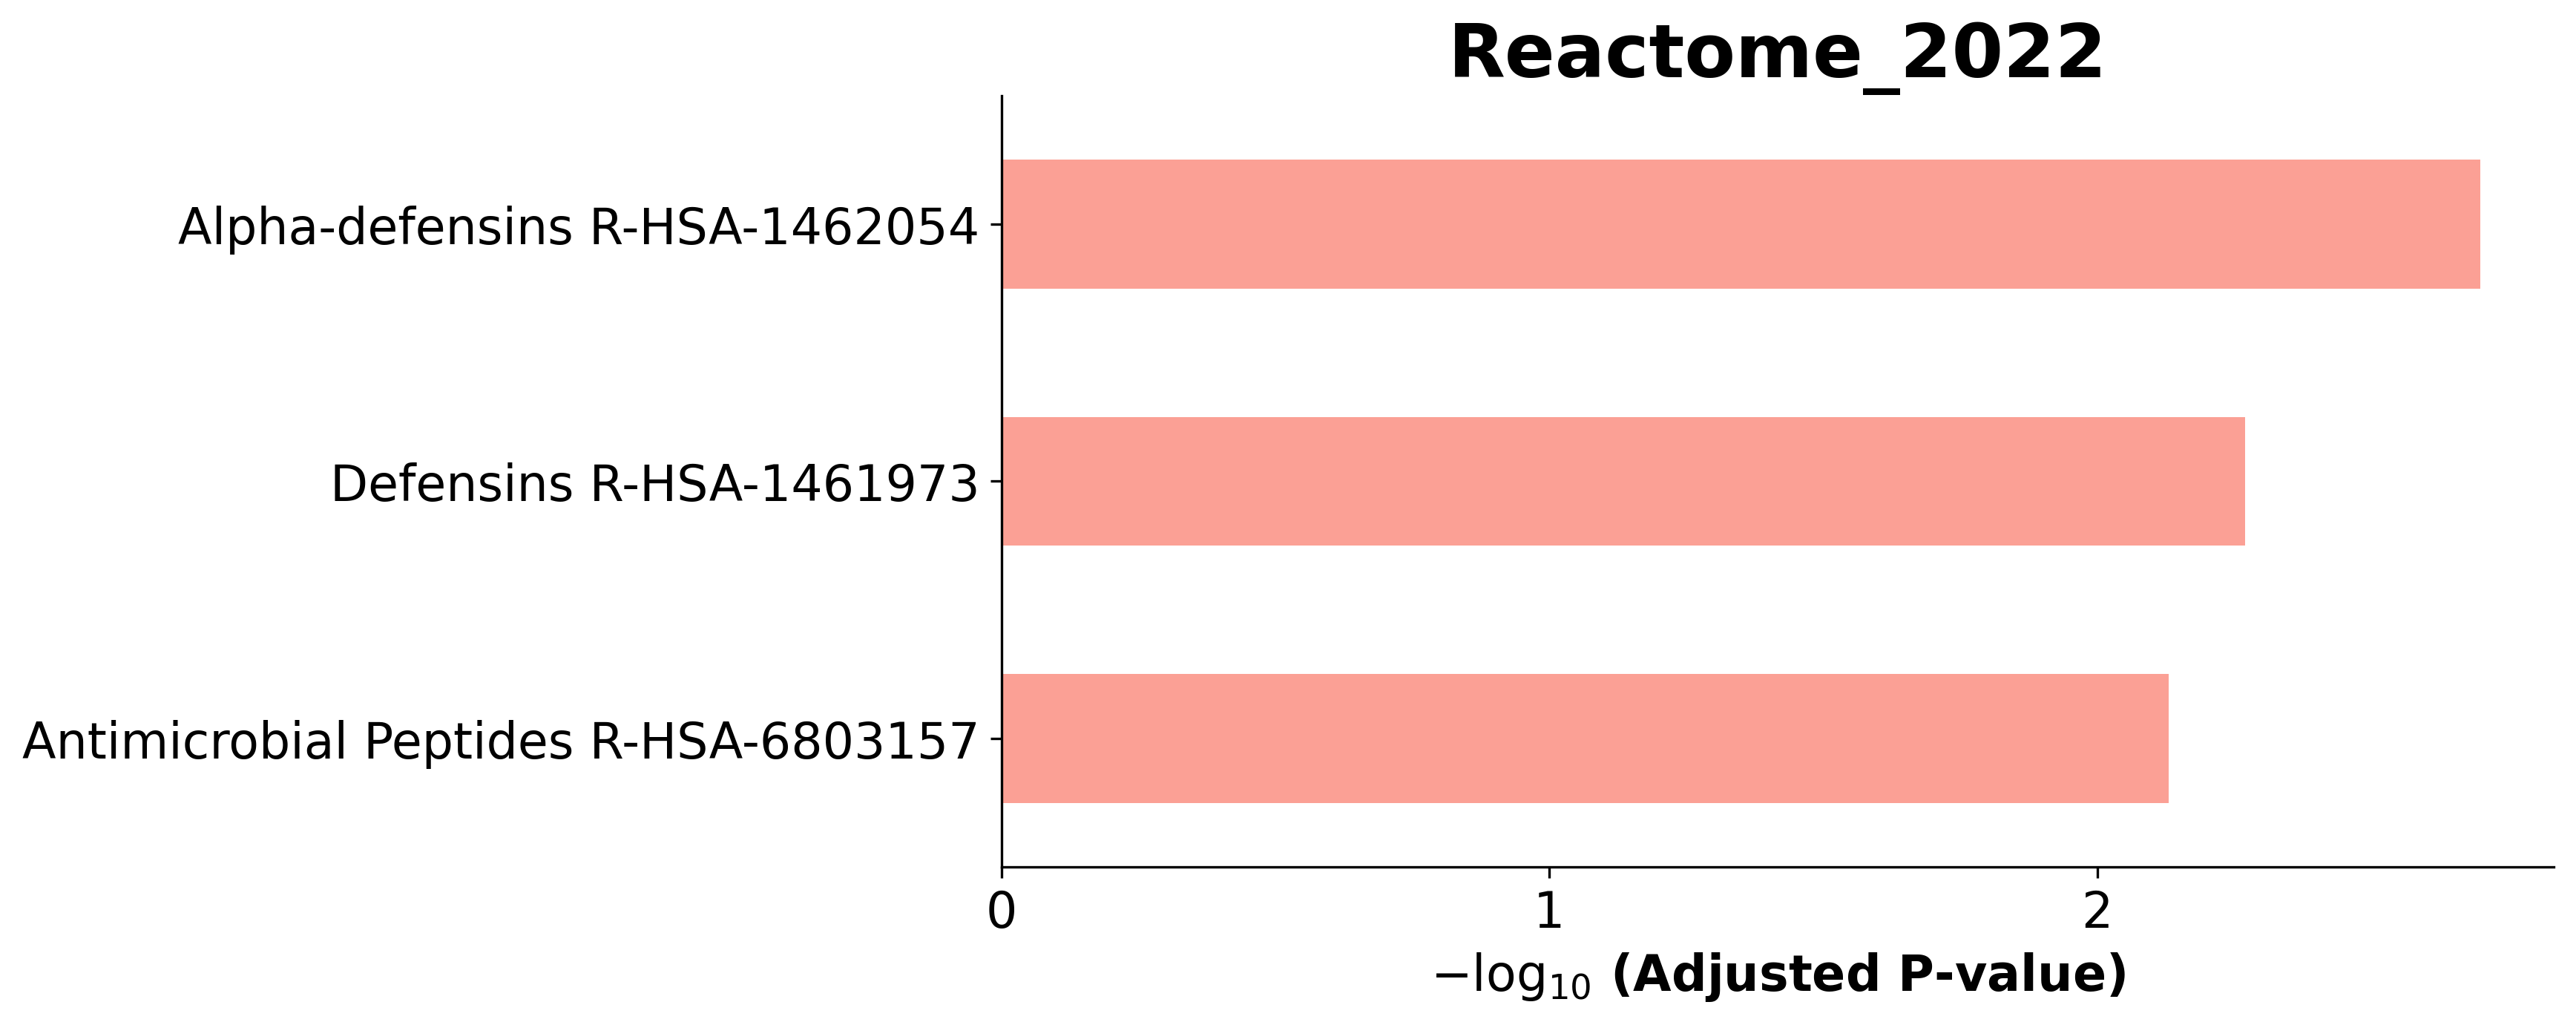 Reactome_2022
Alpha-defensins R-HSA-1462054
Defensins R-HSA-1461973
Antimicrobial Peptides R-HSA-6803157
0 1 2
−log₁₀ (Adjusted P-value)